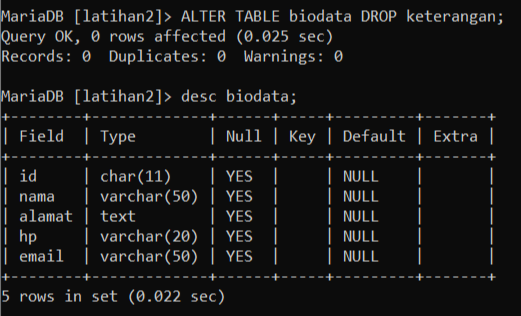 MariaDB [latihan2]> ALTER TABLE biodata DROP keterangan;
Query OK, 0 rows affected (0.025 sec)
Records: 0  Duplicates: 0  Warnings: 0

MariaDB [latihan2]> desc biodata;
+--------+-------------+------+-----+---------+-------+
| Field  | Type        | Null | Key | Default | Extra |
+--------+-------------+------+-----+---------+-------+
| id     | char(11)    | YES  |     | NULL    |       |
| nama   | varchar(50) | YES  |     | NULL    |       |
| alamat | text        | YES  |     | NULL    |       |
| hp     | varchar(20) | YES  |     | NULL    |       |
| email  | varchar(50) | YES  |     | NULL    |       |
+--------+-------------+------+-----+---------+-------+
5 rows in set (0.022 sec)